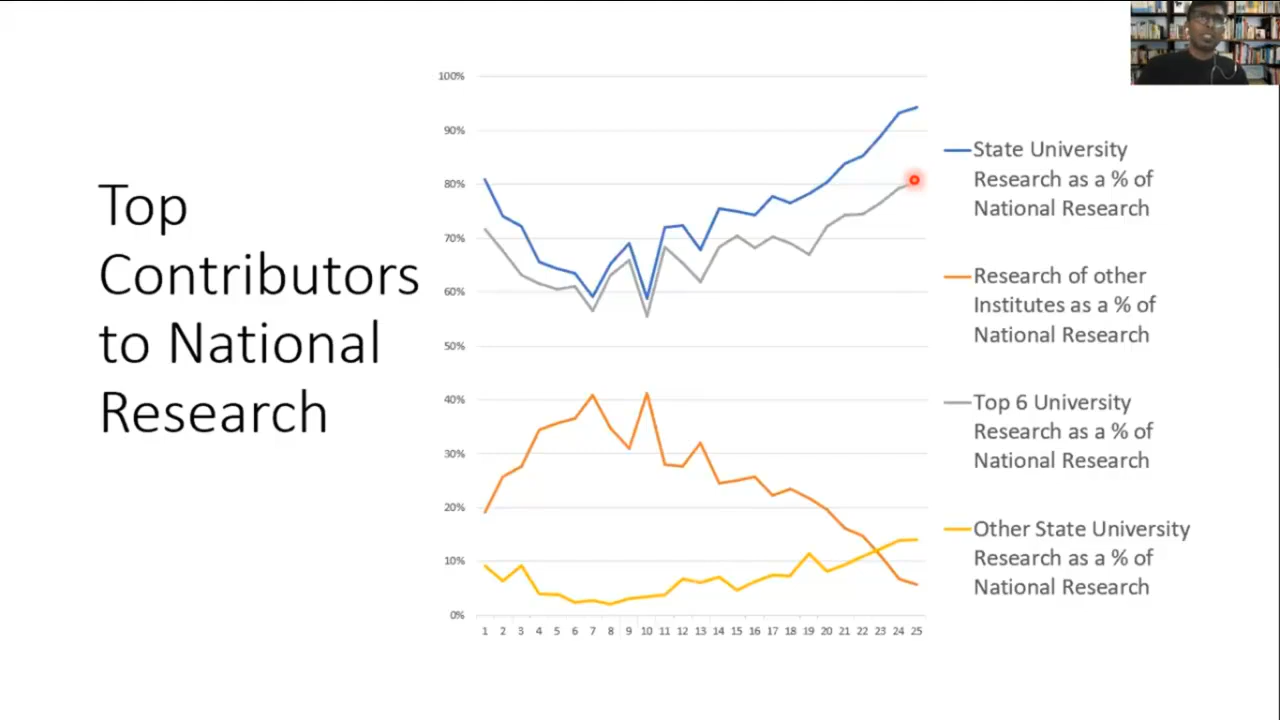 Top
Contributors
to National
Research
100%
90%
80%
70%
60%
50%
40%
30%
20%
10%
0%
1 2 3 4 5 6 7 8 9 10 11 12 13 14 15 16 17 18 19 20 21 22 23 24 25
State University
Research as a % of
National Research
Research of other
Institutes as a % of
National Research
Top 6 University
Research as a % of
National Research
Other State University
Research as a % of
National Research